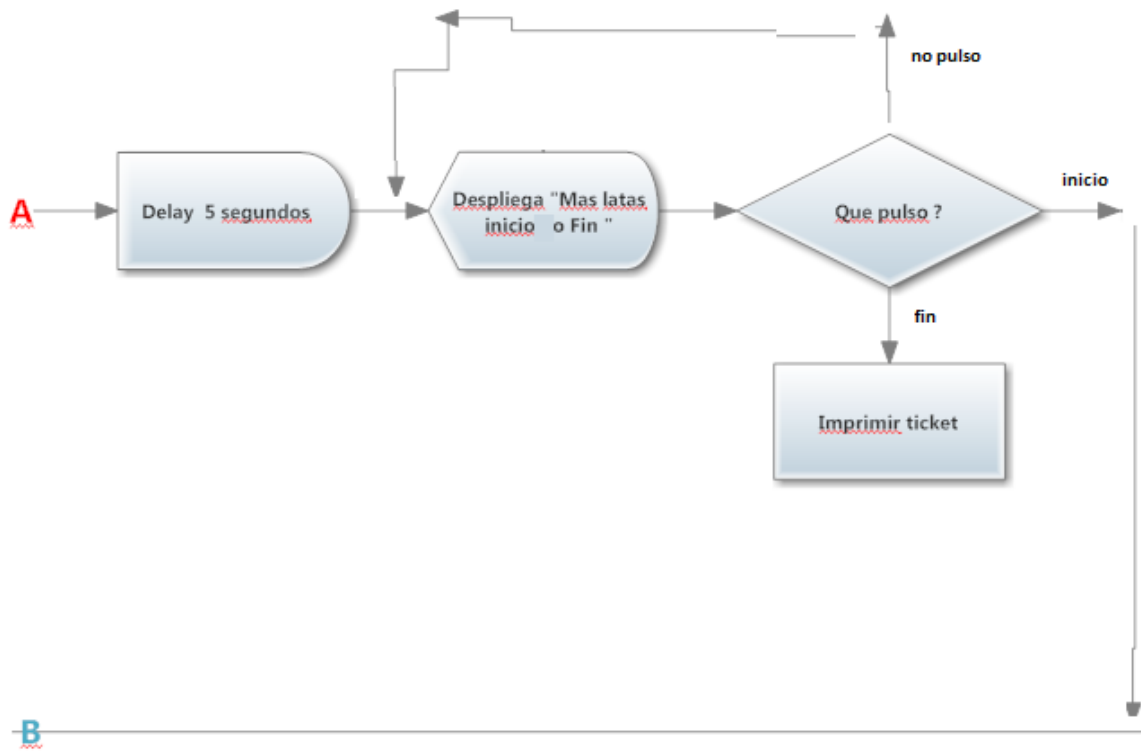 no pulso
A
Delay 5 segundos
Despliega "Mas latas
inicio o Fin "
Que pulso ?
inicio
fin
Imprimir ticket
B